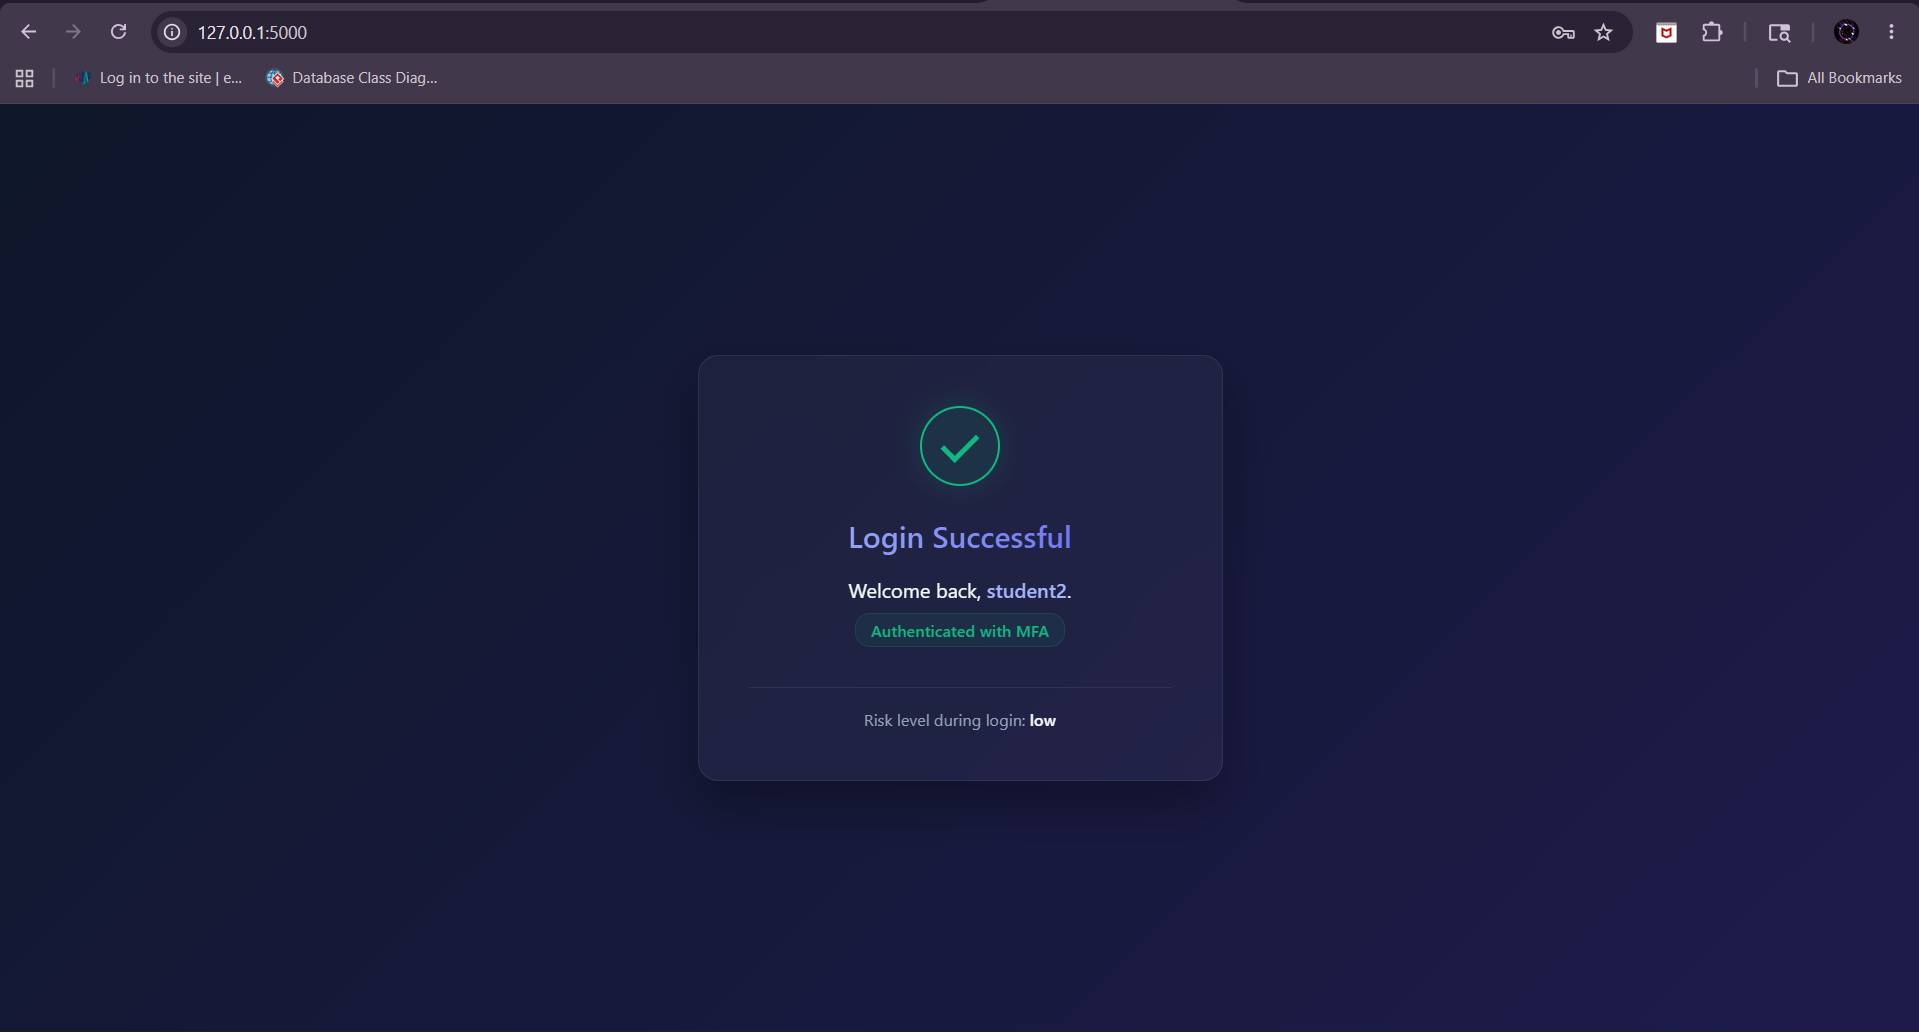 127.0.0.1:5000
Log in to the site | e...
Database Class Diag...
All Bookmarks
Login Successful
Welcome back, student2.
Authenticated with MFA
Risk level during login: low